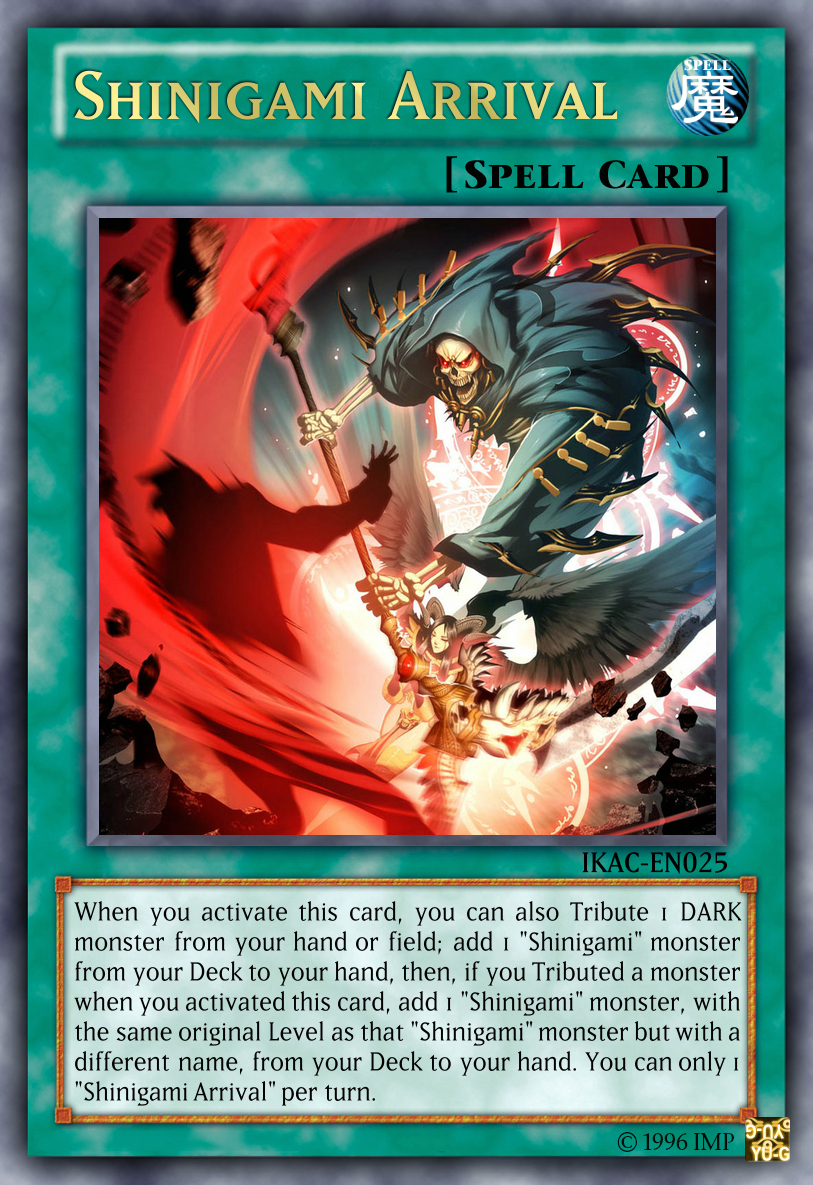 SHINIGAMI ARRIVAL
SPELL
魔
[SPELL CARD]
IKAC-EN025
When you activate this card, you can also Tribute 1 DARK
monster from your hand or field; add 1 "Shinigami" monster
from your Deck to your hand, then, if you Tributed a monster
when you activated this card, add 1 "Shinigami" monster, with
the same original Level as that "Shinigami" monster but with a
different name, from your Deck to your hand. You can only 1
"Shinigami Arrival" per turn.
© 1996 IMP